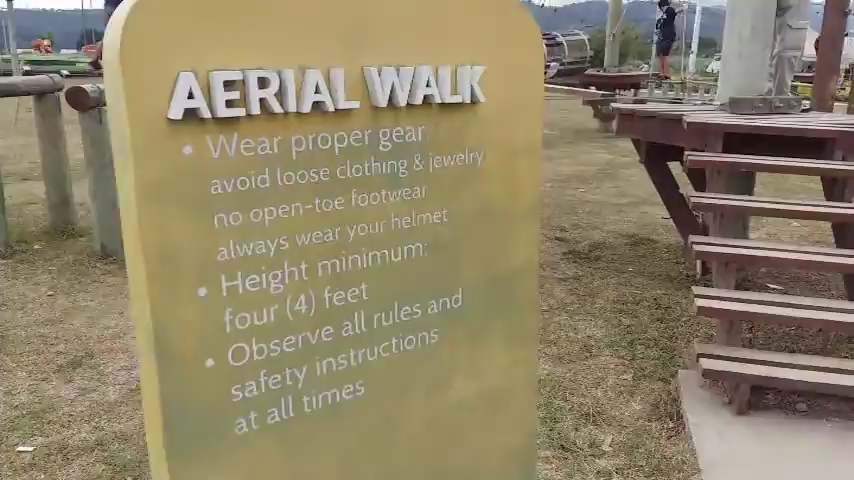 AERIAL WALK
• Wear proper gear
avoid loose clothing & jewelry
no open-toe footwear
always wear your helmet
• Height minimum:
four (4) feet
• Observe all rules and
safety instructions
at all times